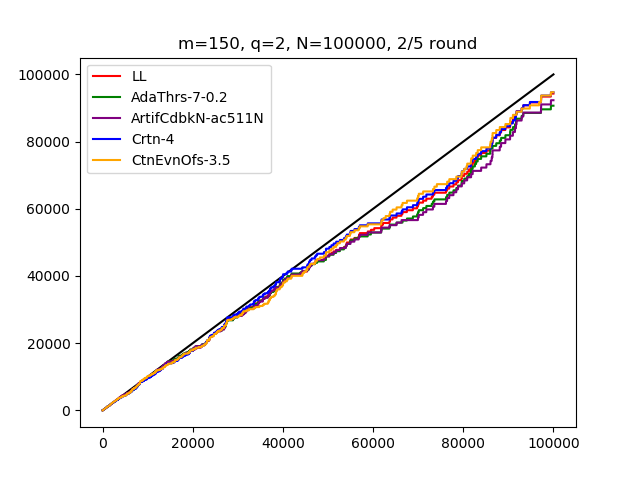 m=150, q=2, N=100000, 2/5 round
LL
AdaThrs-7-0.2
ArtifCdbkN-ac511N
Crtn-4
CtnEvnOfs-3.5
100000
80000
60000
40000
20000
0
0 20000 40000 60000 80000 100000